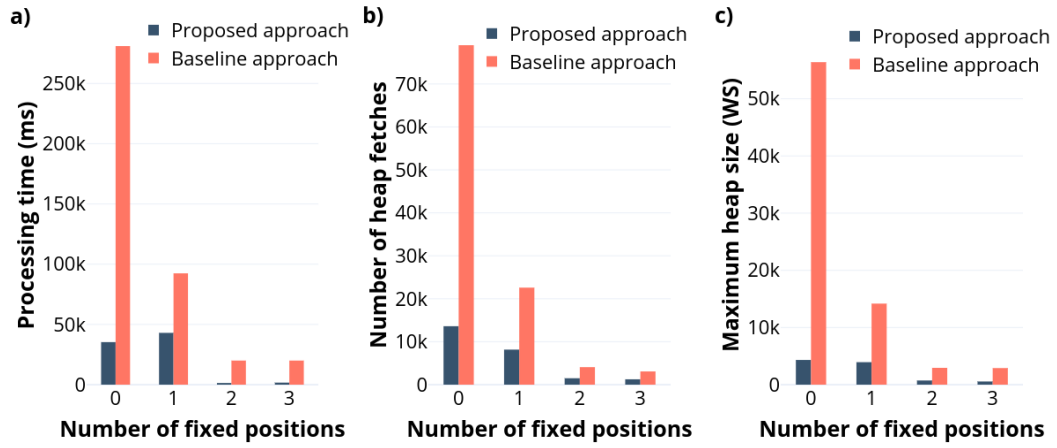 a)
Proposed approach
Baseline approach
Processing time (ms)
250k
200k
150k
100k
50k
0
0 1 2 3
Number of fixed positions
b)
Proposed approach
Baseline approach
Number of heap fetches
70k
60k
50k
40k
30k
20k
10k
0
0 1 2 3
Number of fixed positions
c)
Proposed approach
Baseline approach
Maximum heap size (WS)
50k
40k
30k
20k
10k
0
0 1 2 3
Number of fixed positions